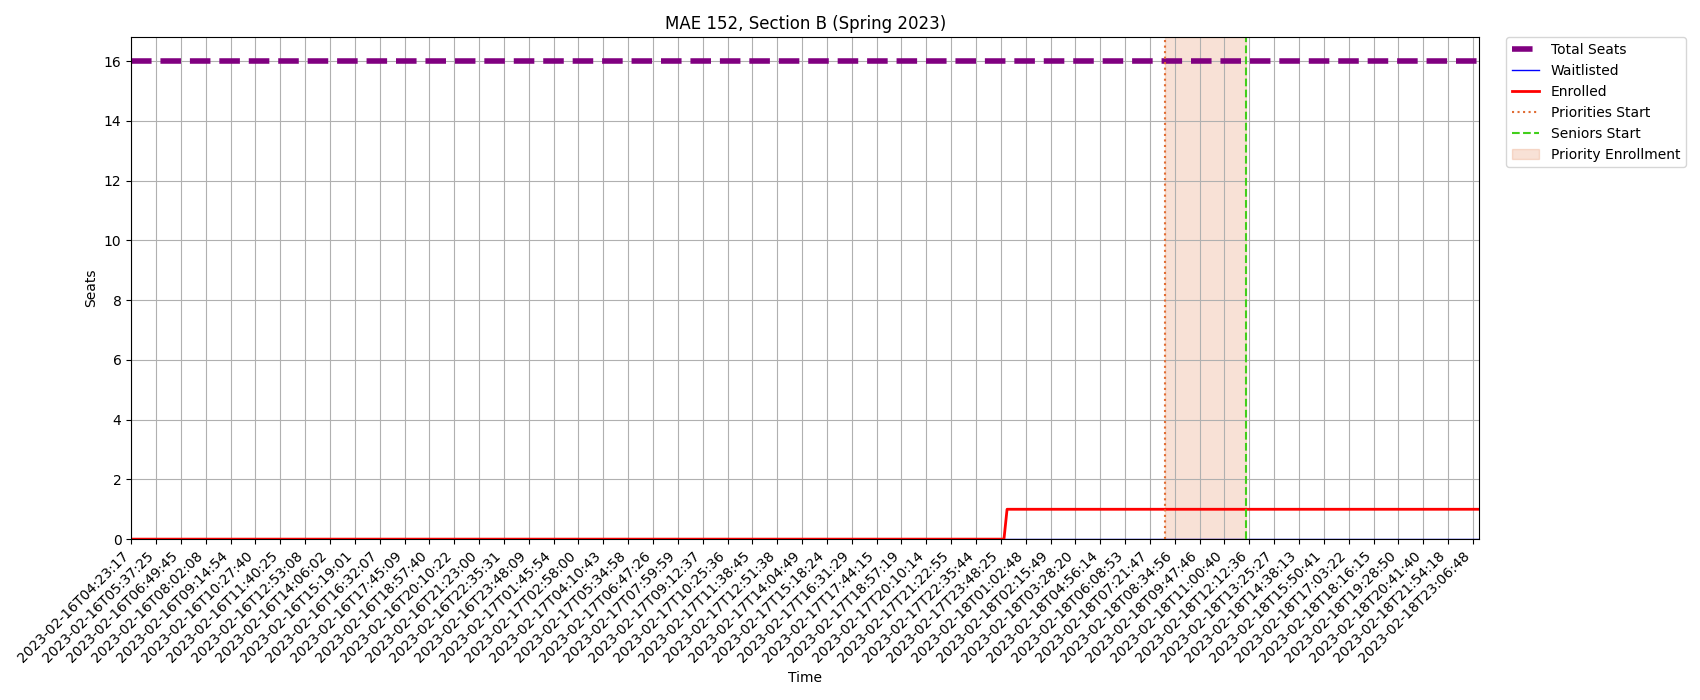 MAE 152, Section B (Spring 2023)
Total Seats
Waitlisted
Enrolled
Priorities Start
Seniors Start
Priority Enrollment
Seats
16
14
12
10
8
6
4
2
0
2023-02-16T04:23:17
2023-02-16T05:37:25
2023-02-16T06:49:45
2023-02-16T08:02:08
2023-02-16T09:14:54
2023-02-16T10:27:40
2023-02-16T11:40:25
2023-02-16T12:53:08
2023-02-16T14:06:02
2023-02-16T15:19:01
2023-02-16T16:32:07
2023-02-16T17:45:09
2023-02-16T18:57:40
2023-02-16T20:10:22
2023-02-16T21:23:00
2023-02-16T22:35:31
2023-02-16T23:48:09
2023-02-17T01:45:54
2023-02-17T02:58:00
2023-02-17T04:10:43
2023-02-17T05:34:58
2023-02-17T06:47:26
2023-02-17T07:59:59
2023-02-17T09:12:37
2023-02-17T10:25:36
2023-02-17T11:38:45
2023-02-17T12:51:38
2023-02-17T14:04:49
2023-02-17T15:18:24
2023-02-17T16:31:29
2023-02-17T17:44:15
2023-02-17T18:57:19
2023-02-17T20:10:14
2023-02-17T21:22:55
2023-02-17T22:35:44
2023-02-17T23:48:25
2023-02-18T01:02:48
2023-02-18T02:15:49
2023-02-18T03:28:20
2023-02-18T04:56:14
2023-02-18T06:08:53
2023-02-18T07:21:47
2023-02-18T08:34:56
2023-02-18T09:47:46
2023-02-18T11:00:40
2023-02-18T12:12:36
2023-02-18T13:25:27
2023-02-18T14:38:13
2023-02-18T15:50:41
2023-02-18T17:03:22
2023-02-18T18:16:15
2023-02-18T19:28:50
2023-02-18T20:41:40
2023-02-18T21:54:18
2023-02-18T23:06:48
Time